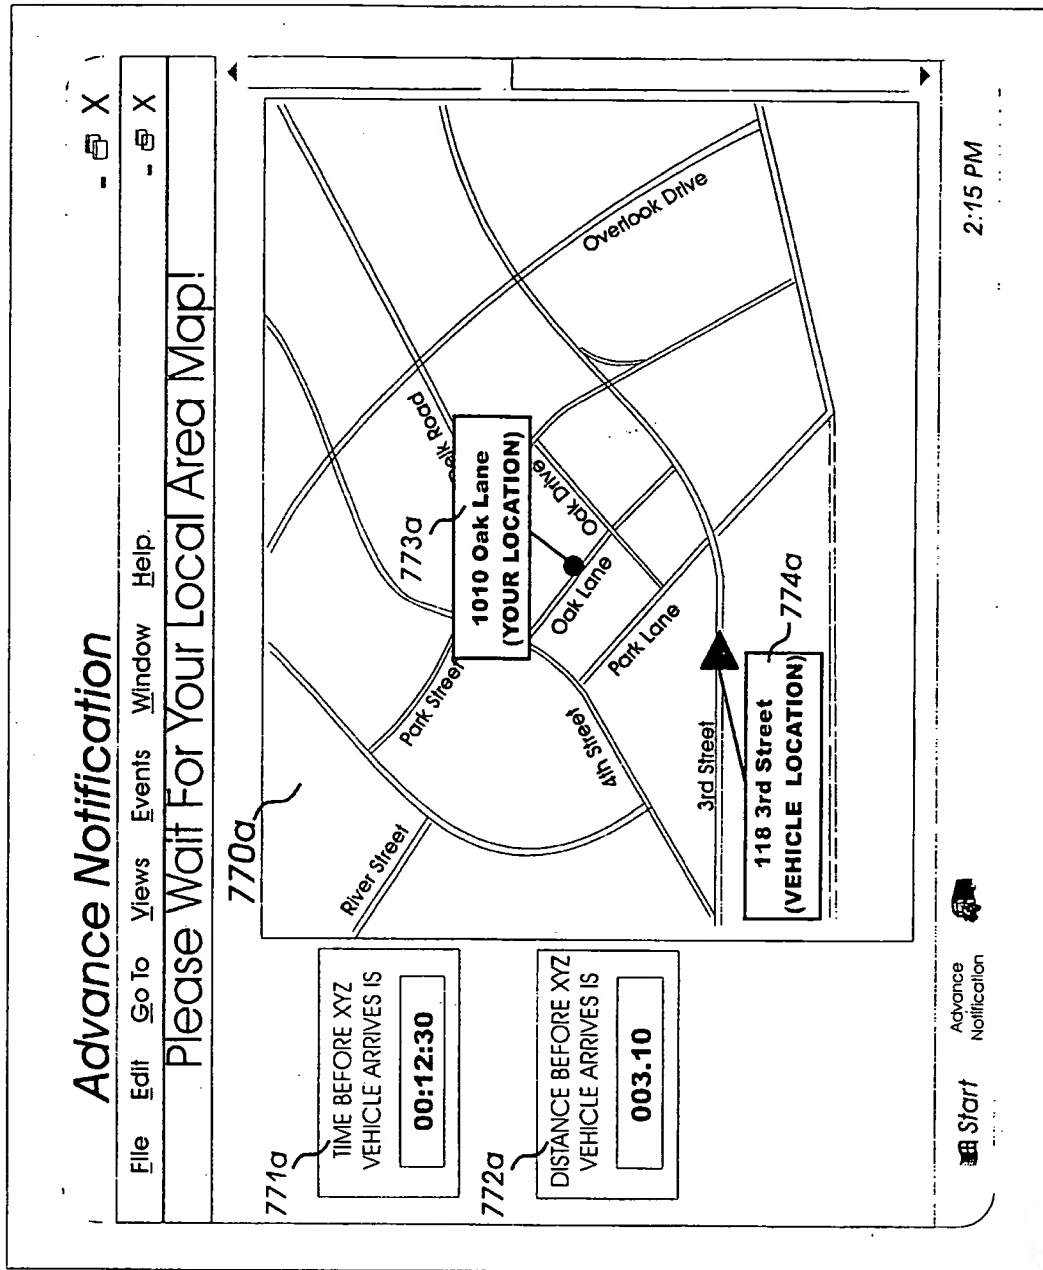 Advance Notification
File Edit Go To Views Events Window Help.
Please Wait For Your Local Area Map!
771a
TIME BEFORE XYZ
VEHICLE ARRIVES IS
00:12:30
772a
DISTANCE BEFORE XYZ
VEHICLE ARRIVES IS
003.10
770a
River Street
Park Street
4th Street
3rd Street
773a
1010 Oak Lane
(YOUR LOCATION)
Road
Oak Drive
Oak Lane
Park Lane
Overlook Drive
118 3rd Street
(VEHICLE LOCATION)
774a
Start
Advance
Notification
2:15 PM